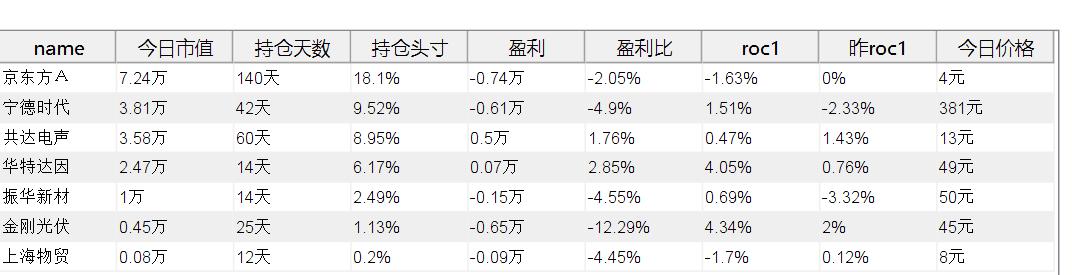 name 今日市值 持仓天数 持仓头寸 盈利 盈利比 roc1 昨roc1 今日价格
京东方Ａ 7.24万 140天 18.1% -0.74万 -2.05% -1.63% 0% 4元
宁德时代 3.81万 42天 9.52% -0.61万 -4.9% 1.51% -2.33% 381元
共达电声 3.58万 60天 8.95% 0.5万 1.76% 0.47% 1.43% 13元
华特达因 2.47万 14天 6.17% 0.07万 2.85% 4.05% 0.76% 49元
振华新材 1万 14天 2.49% -0.15万 -4.55% 0.69% -3.32% 50元
金刚光伏 0.45万 25天 1.13% -0.65万 -12.29% 4.34% 2% 45元
上海物贸 0.08万 12天 0.2% -0.09万 -4.45% -1.7% 0.12% 8元